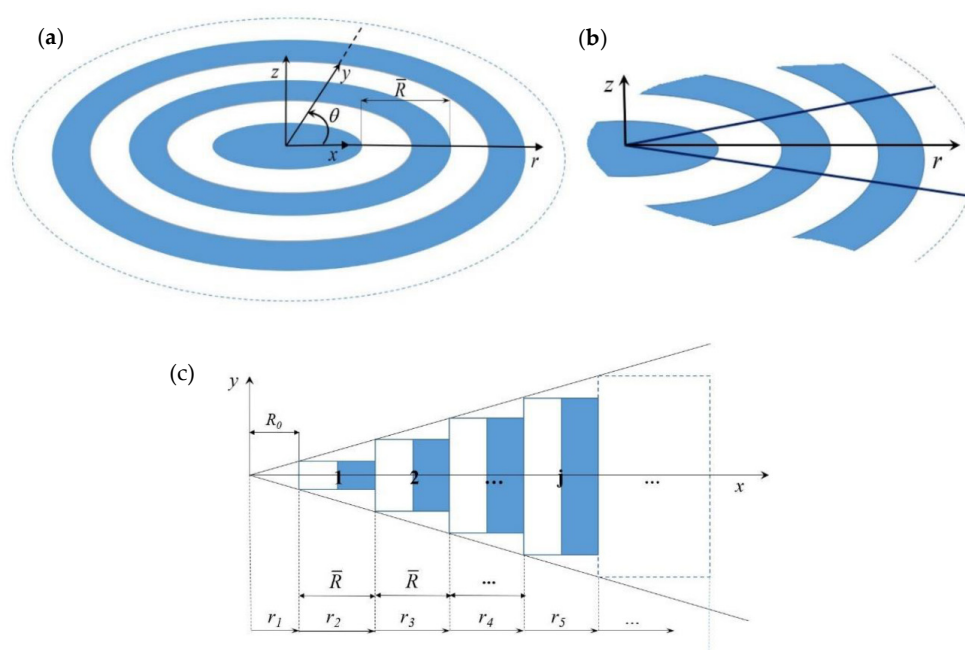 (a)
z
y
R̅
θ
x
r
(b)
z
r
(c)
y
R₀
1
2
...
j
...
x
R̅
R̅
...
r₁
r₂
r₃
r₄
r₅
...